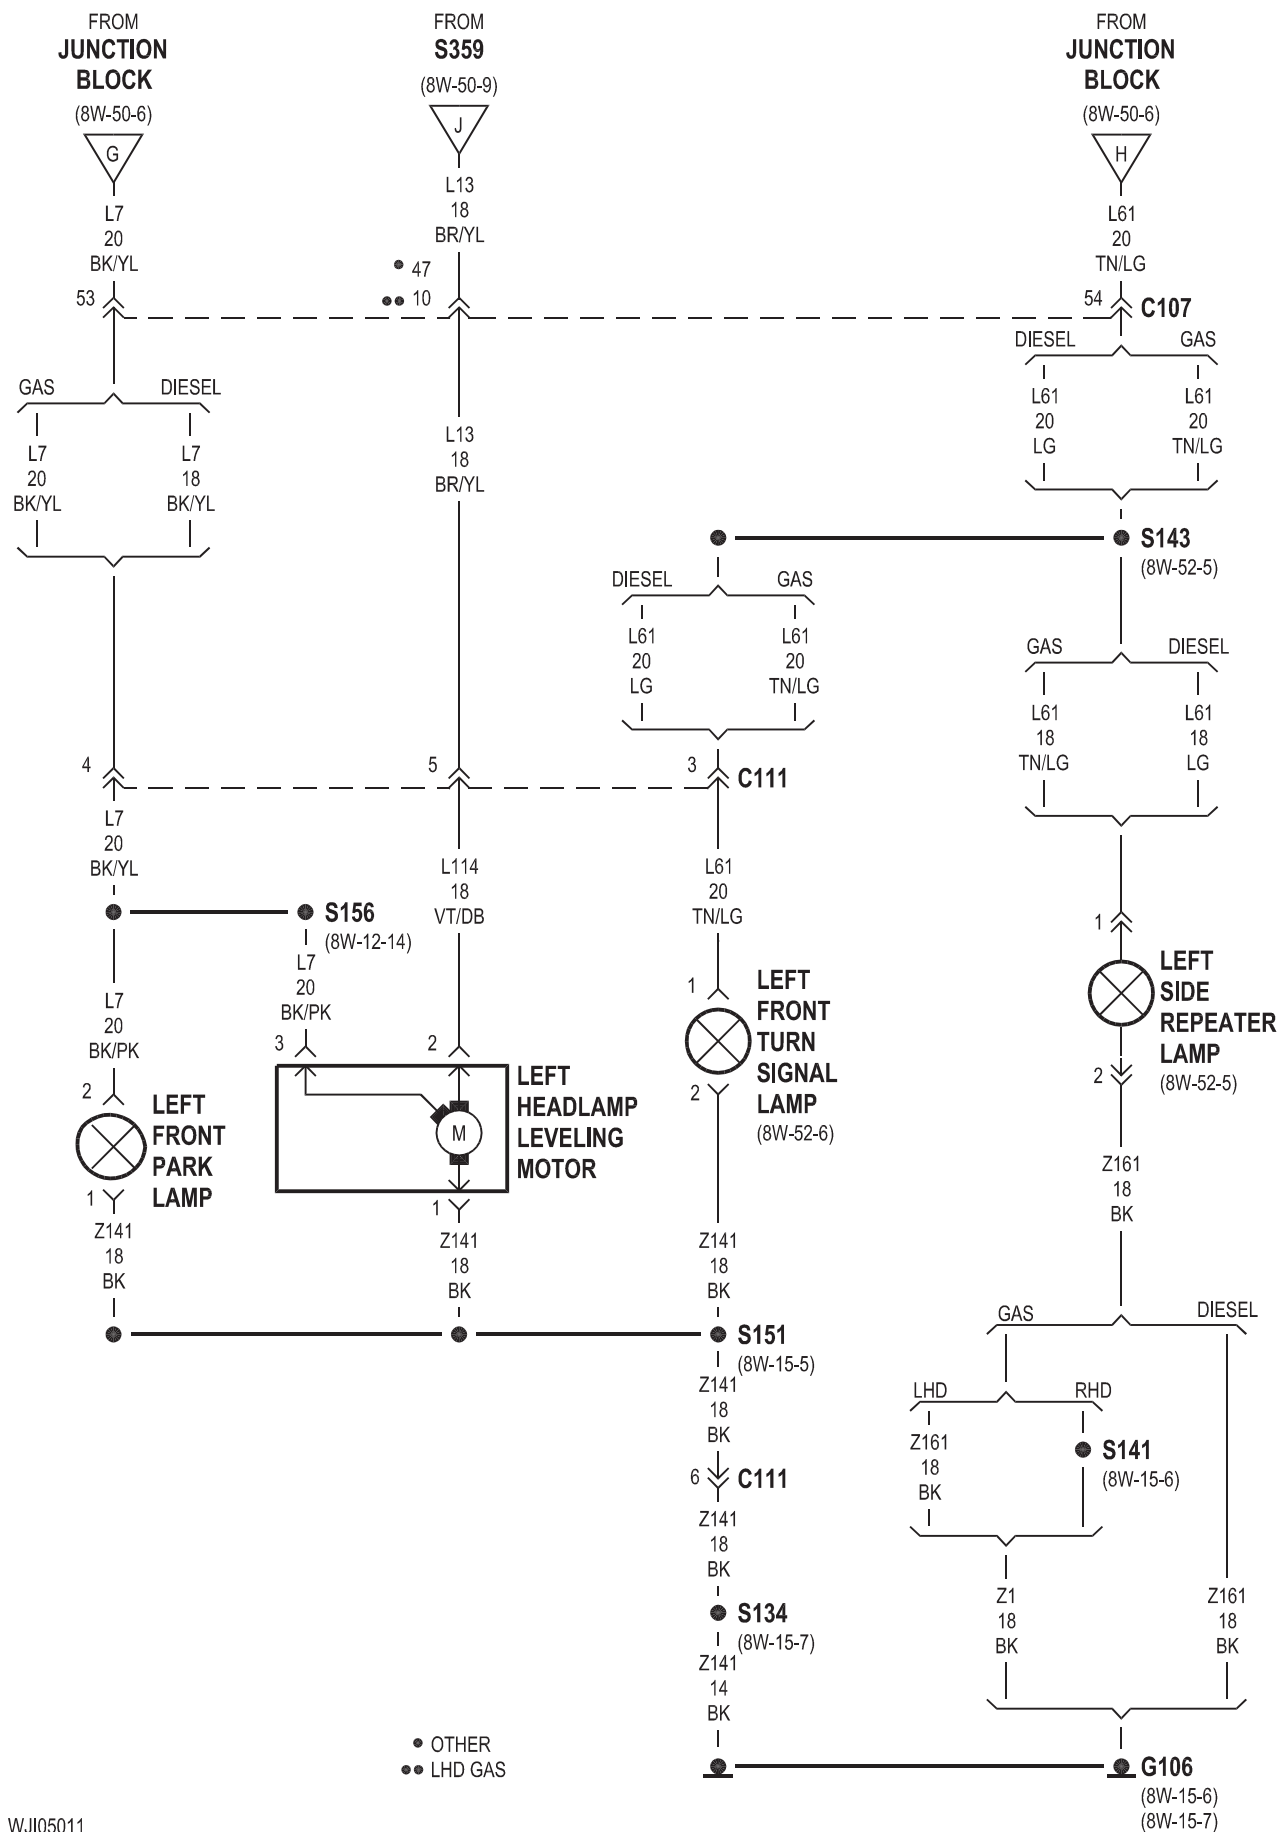 FROM
JUNCTION
BLOCK
(8W-50-6)
G
L7
20
BK/YL
53
FROM
S359
(8W-50-9)
J
L13
18
BR/YL
47
10
FROM
JUNCTION
BLOCK
(8W-50-6)
H
L61
20
TN/LG
54
C107
GAS
DIESEL
L7
20
BK/YL
L7
18
BK/YL
L13
18
BR/YL
DIESEL
GAS
L61
20
LG
L61
20
TN/LG
S143
(8W-52-5)
DIESEL
GAS
L61
20
LG
L61
20
TN/LG
GAS
DIESEL
L61
18
TN/LG
L61
18
LG
4
5
3
C111
L7
20
BK/YL
S156
(8W-12-14)
L7
20
BK/PK
L7
20
BK/PK
L114
18
VT/DB
L61
20
TN/LG
3
2
M
1
LEFT
HEADLAMP
LEVELING
MOTOR
2
LEFT
FRONT
PARK
LAMP
1
1
LEFT
FRONT
TURN
SIGNAL
LAMP
(8W-52-6)
2
1
LEFT
SIDE
REPEATER
LAMP
(8W-52-5)
2
Z141
18
BK
Z141
18
BK
Z141
18
BK
Z161
18
BK
S151
(8W-15-5)
Z141
18
BK
6
C111
Z141
18
BK
S134
(8W-15-7)
Z141
14
BK
GAS
DIESEL
LHD
RHD
Z161
18
BK
S141
(8W-15-6)
Z1
18
BK
Z161
18
BK
G106
(8W-15-6)
(8W-15-7)
OTHER
LHD GAS
WJI05011